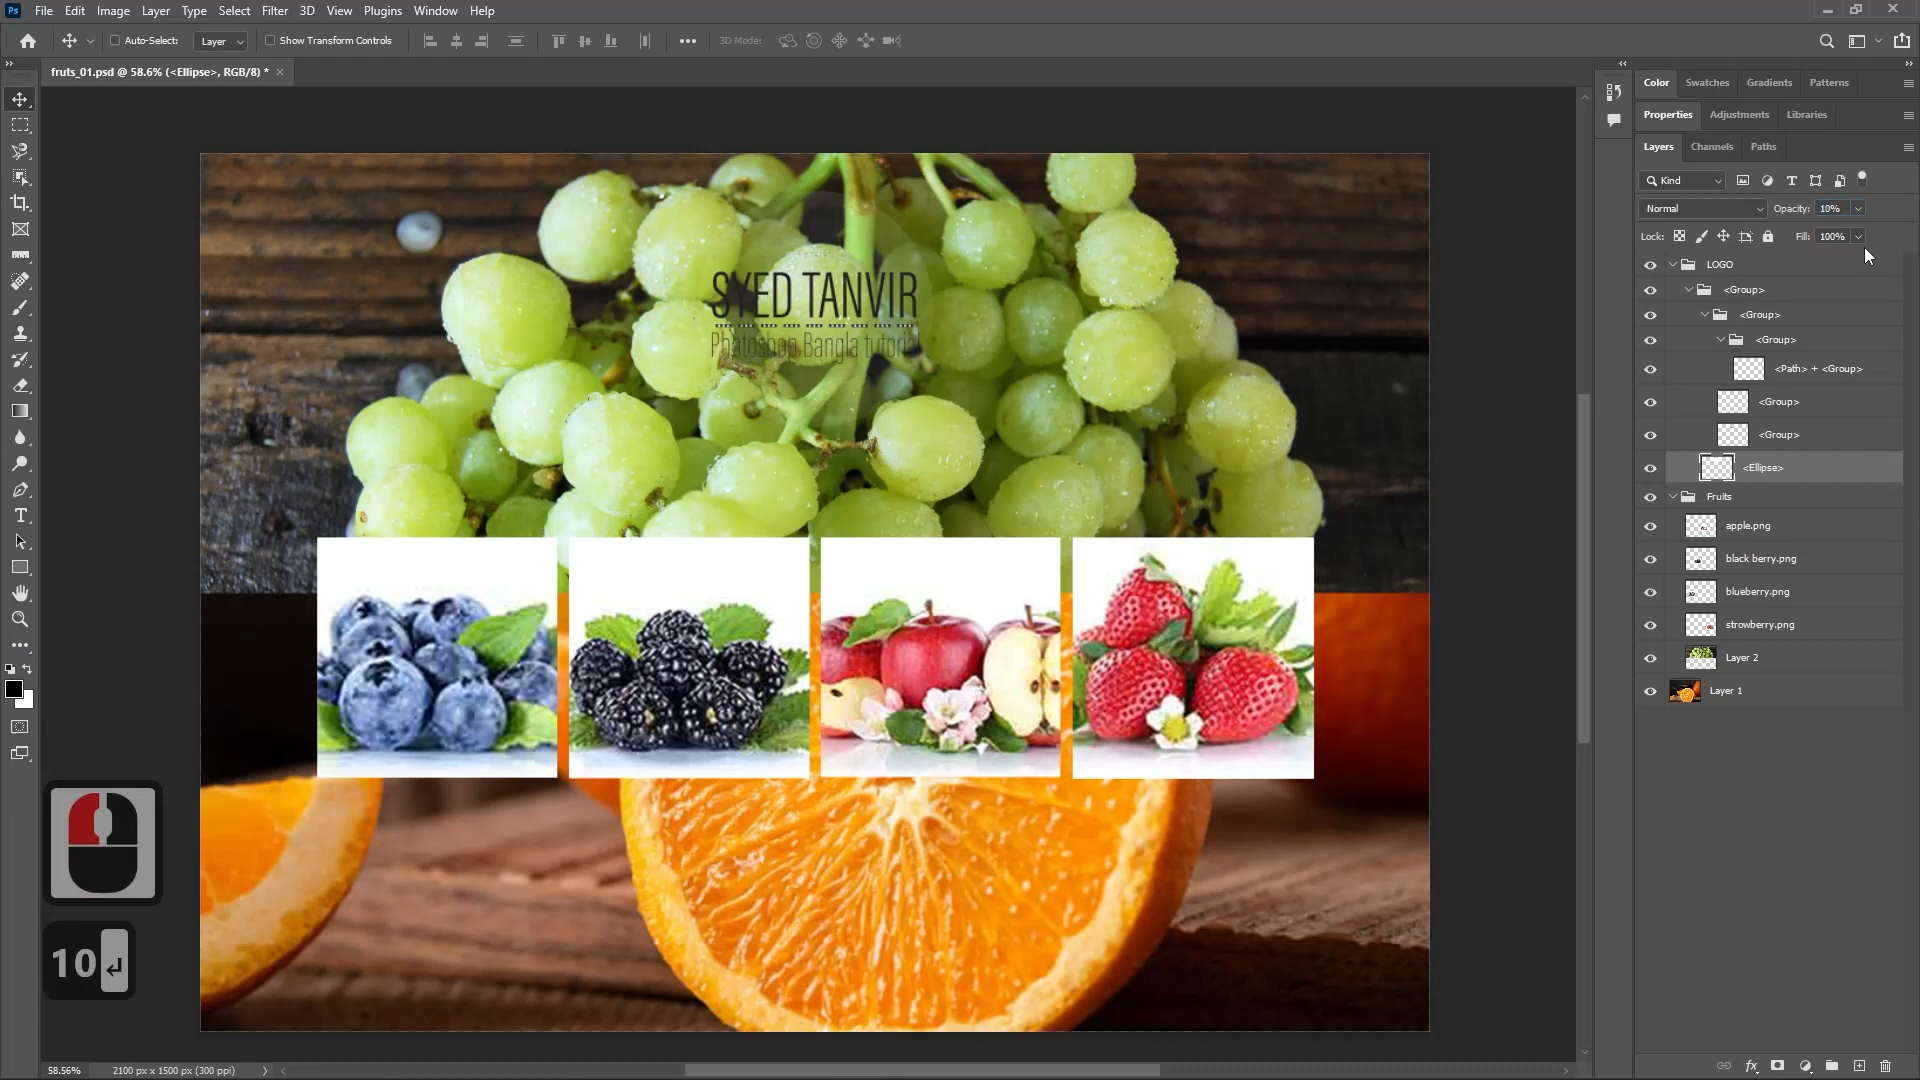 Ps File Edit Image Layer Type Select Filter 3D View Plugins Window Help
Auto-Select: Layer Show Transform Controls 3D Mode:
fruts_01.psd @ 58.6% (<Ellipse>, RGB/8) *
Color Swatches Gradients Patterns
Properties Adjustments Libraries
Layers Channels Paths
Kind
Normal Opacity: 10%
Lock: Fill: 100%
LOGO
<Group>
<Group>
<Group>
<Path> + <Group>
<Group>
<Group>
<Ellipse>
Fruits
apple.png
black berry.png
blueberry.png
strowberry.png
Layer 2
Layer 1
SYED TANVIR
Photoshop Bangla tutorial
10
58.56% 2100 px x 1500 px (300 ppi)